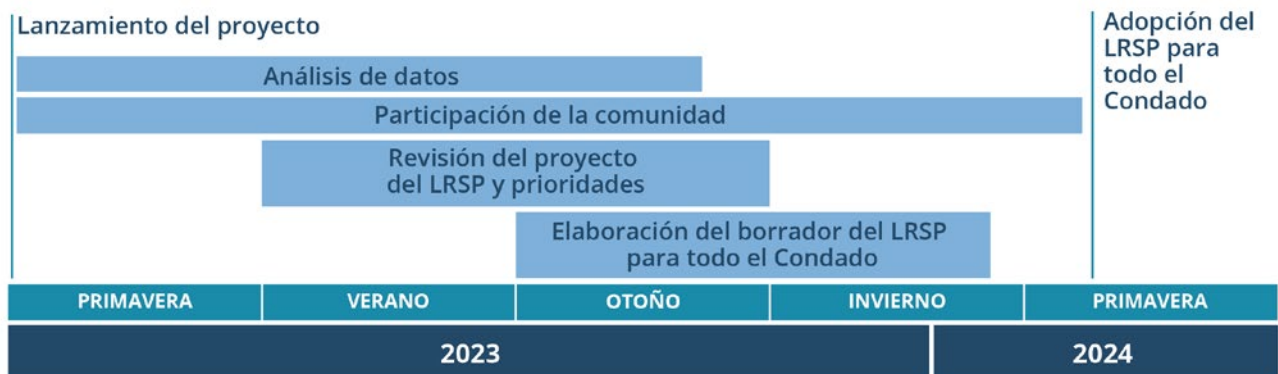 Lanzamiento del proyecto
Adopción del
LRSP para
todo el
Condado
Análisis de datos
Participación de la comunidad
Revisión del proyecto
del LRSP y prioridades
Elaboración del borrador del LRSP
para todo el Condado
PRIMAVERA
VERANO
OTOÑO
INVIERNO
PRIMAVERA
2023
2024